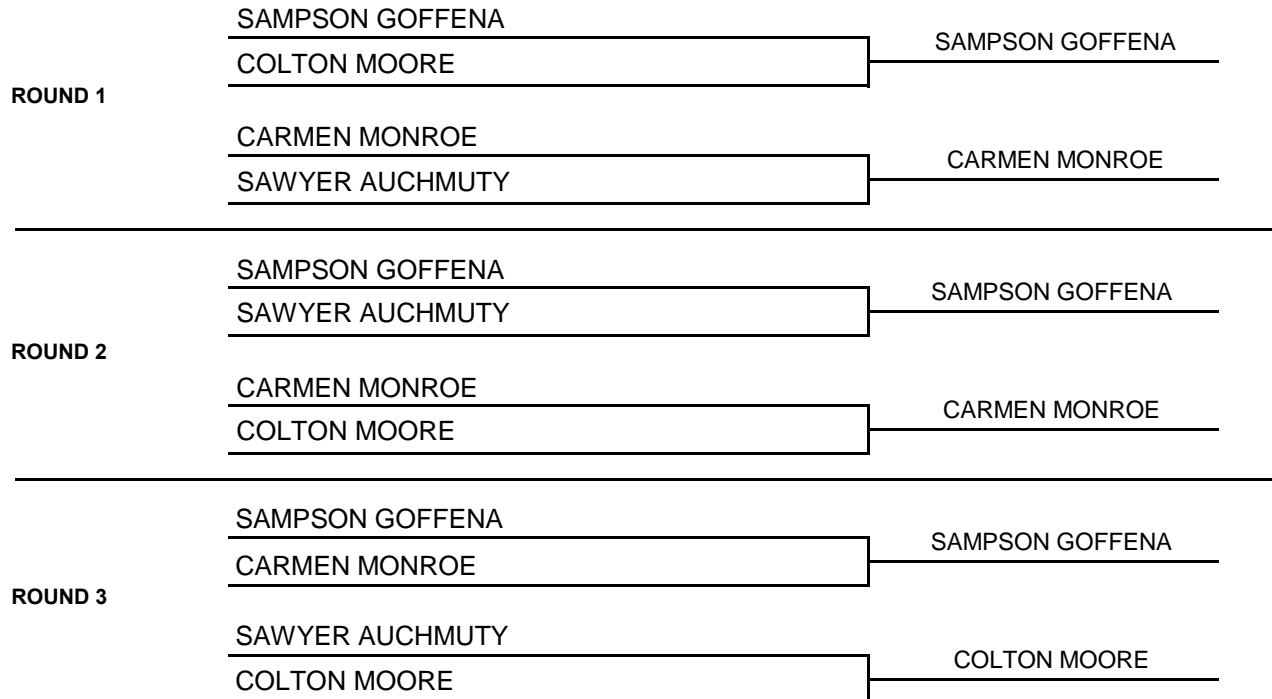 SAMPSON GOFFENA
COLTON MOORE
SAMPSON GOFFENA
ROUND 1
CARMEN MONROE
SAWYER AUCHMUTY
CARMEN MONROE
SAMPSON GOFFENA
SAWYER AUCHMUTY
SAMPSON GOFFENA
ROUND 2
CARMEN MONROE
COLTON MOORE
CARMEN MONROE
SAMPSON GOFFENA
CARMEN MONROE
SAMPSON GOFFENA
ROUND 3
SAWYER AUCHMUTY
COLTON MOORE
COLTON MOORE